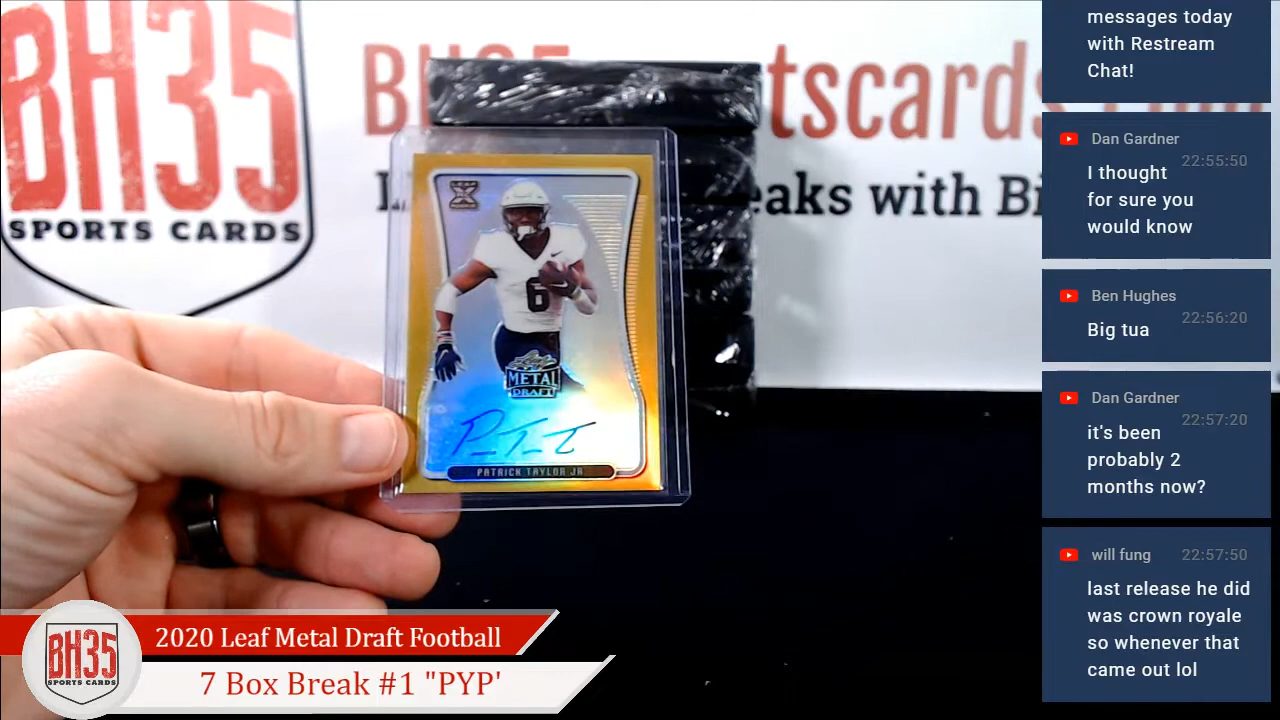 BH35
SPORTS CARDS
BH35 tscards
eaks with Bi
LEAF
X
6
Leaf
METAL
DRAFT
PATRICK TAYLOR JR
2020 Leaf Metal Draft Football
7 Box Break #1 "PYP'
BH35
SPORTS CARDS
messages today
with Restream
Chat!
Dan Gardner
22:55:50
I thought
for sure you
would know
Ben Hughes
22:56:20
Big tua
Dan Gardner
22:57:20
it's been
probably 2
months now?
will fung 22:57:50
last release he did
was crown royale
so whenever that
came out lol